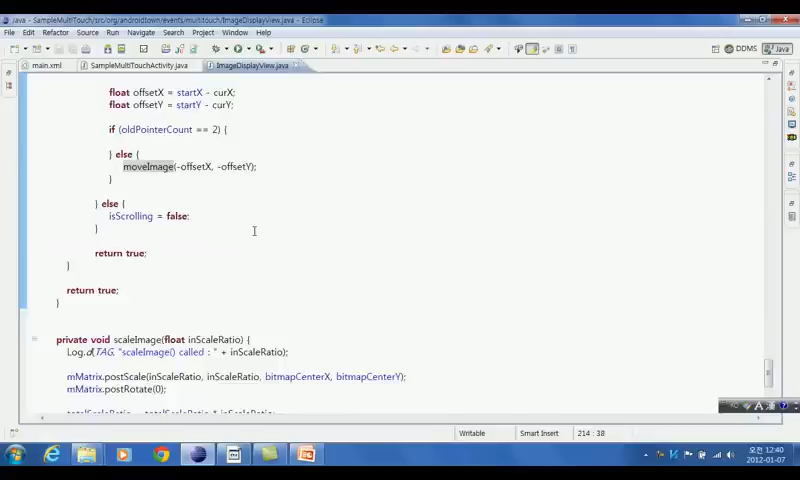 Java - SampleMultiTouch/src/org/androidtown/events/multitouch/ImageDisplayView.java - Eclipse
File Edit Refactor Source Navigate Search Project Run Window Help
DDMS Java
main.xml SampleMultiTouchActivity.java ImageDisplayView.java
float offsetX = startX - curX;
float offsetY = startY - curY;
if (oldPointerCount == 2) {
} else {
moveImage(-offsetX, -offsetY);
}
} else {
isScrolling = false;
}
return true;
}
return true;
}
private void scaleImage(float inScaleRatio) {
Log.d(TAG, "scaleImage() called : " + inScaleRatio);
mMatrix.postScale(inScaleRatio, inScaleRatio, bitmapCenterX, bitmapCenterY);
mMatrix.postRotate(0);
totalScaleRatio = totalScaleRatio * inScaleRatio;
Writable Smart Insert 214 : 38
오전 12:40
2012-01-07